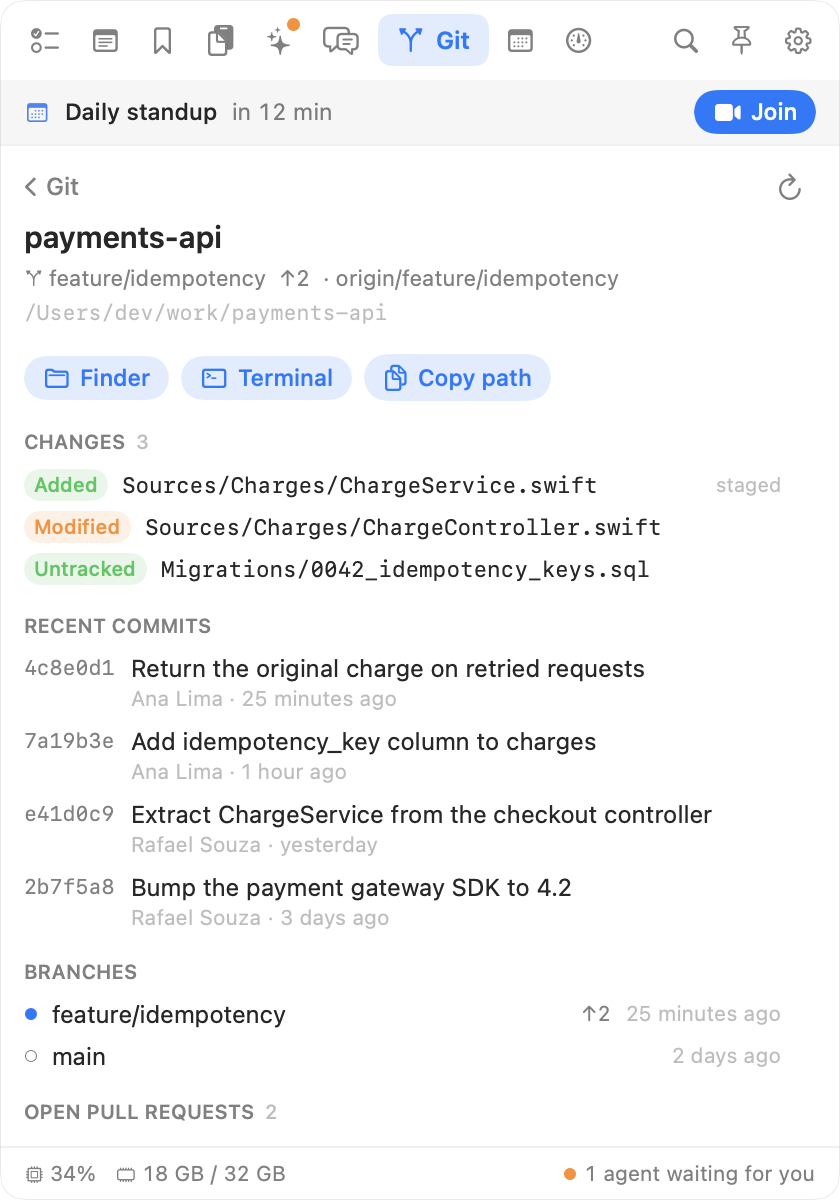 Git
Daily standup in 12 min
Join
Git
payments-api
feature/idempotency ↑2 · origin/feature/idempotency
/Users/dev/work/payments-api
Finder Terminal Copy path
CHANGES 3
Added Sources/Charges/ChargeService.swift staged
Modified Sources/Charges/ChargeController.swift
Untracked Migrations/0042_idempotency_keys.sql
RECENT COMMITS
4c8e0d1 Return the original charge on retried requests
Ana Lima · 25 minutes ago
7a19b3e Add idempotency_key column to charges
Ana Lima · 1 hour ago
e41d0c9 Extract ChargeService from the checkout controller
Rafael Souza · yesterday
2b7f5a8 Bump the payment gateway SDK to 4.2
Rafael Souza · 3 days ago
BRANCHES
feature/idempotency ↑2 25 minutes ago
main 2 days ago
OPEN PULL REQUESTS 2
34% 18 GB / 32 GB 1 agent waiting for you